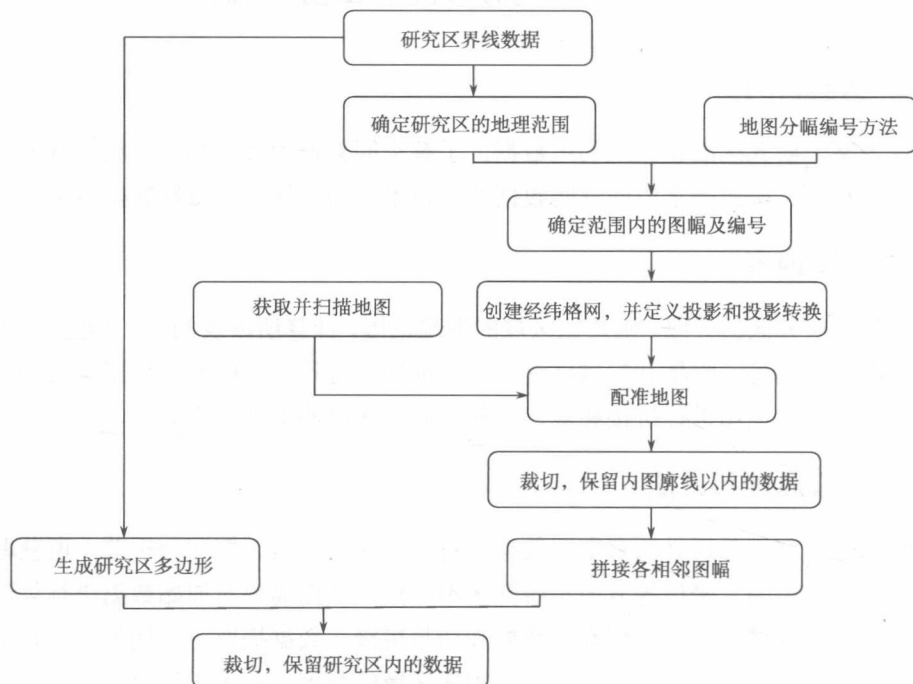 研究区界线数据
确定研究区的地理范围
地图分幅编号方法
确定范围内的图幅及编号
获取并扫描地图
创建经纬格网，并定义投影和投影转换
配准地图
裁切，保留内图廓线以内的数据
生成研究区多边形
拼接各相邻图幅
裁切，保留研究区内的数据